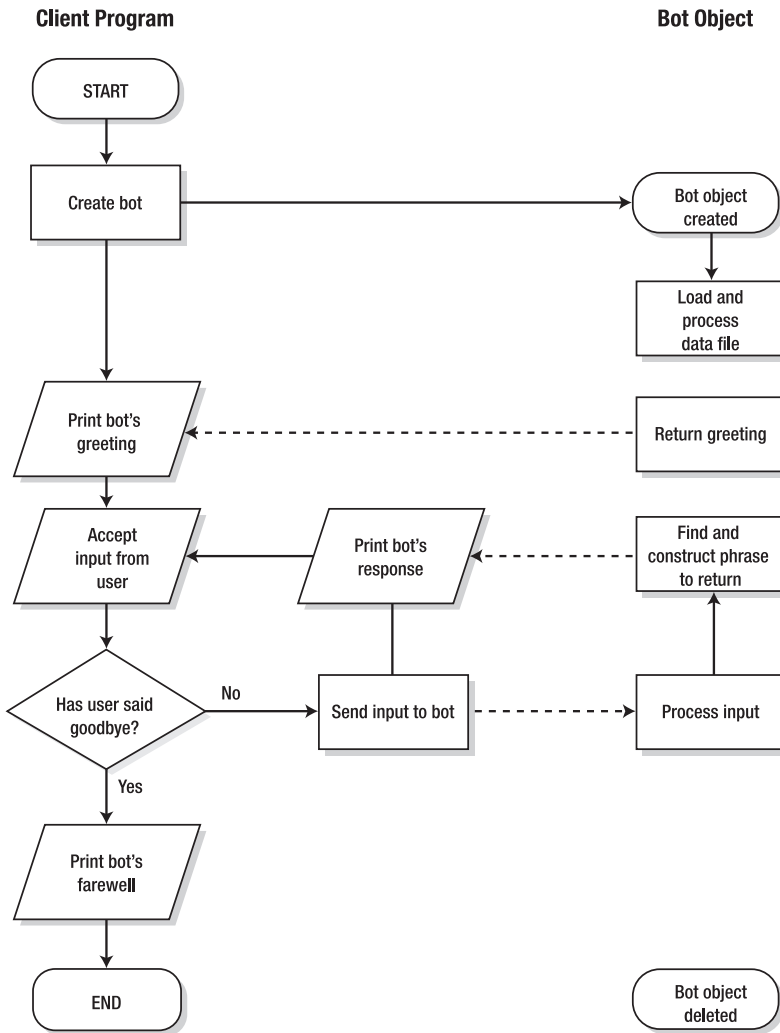 Client Program
Bot Object
START
Create bot
Bot object
created
Load and
process
data file
Print bot's
greeting
Return greeting
Accept
input from
user
Print bot's
response
Find and
construct phrase
to return
Has user said
goodbye?
No
Send input to bot
Process input
Yes
Print bot's
farewell
END
Bot object
deleted